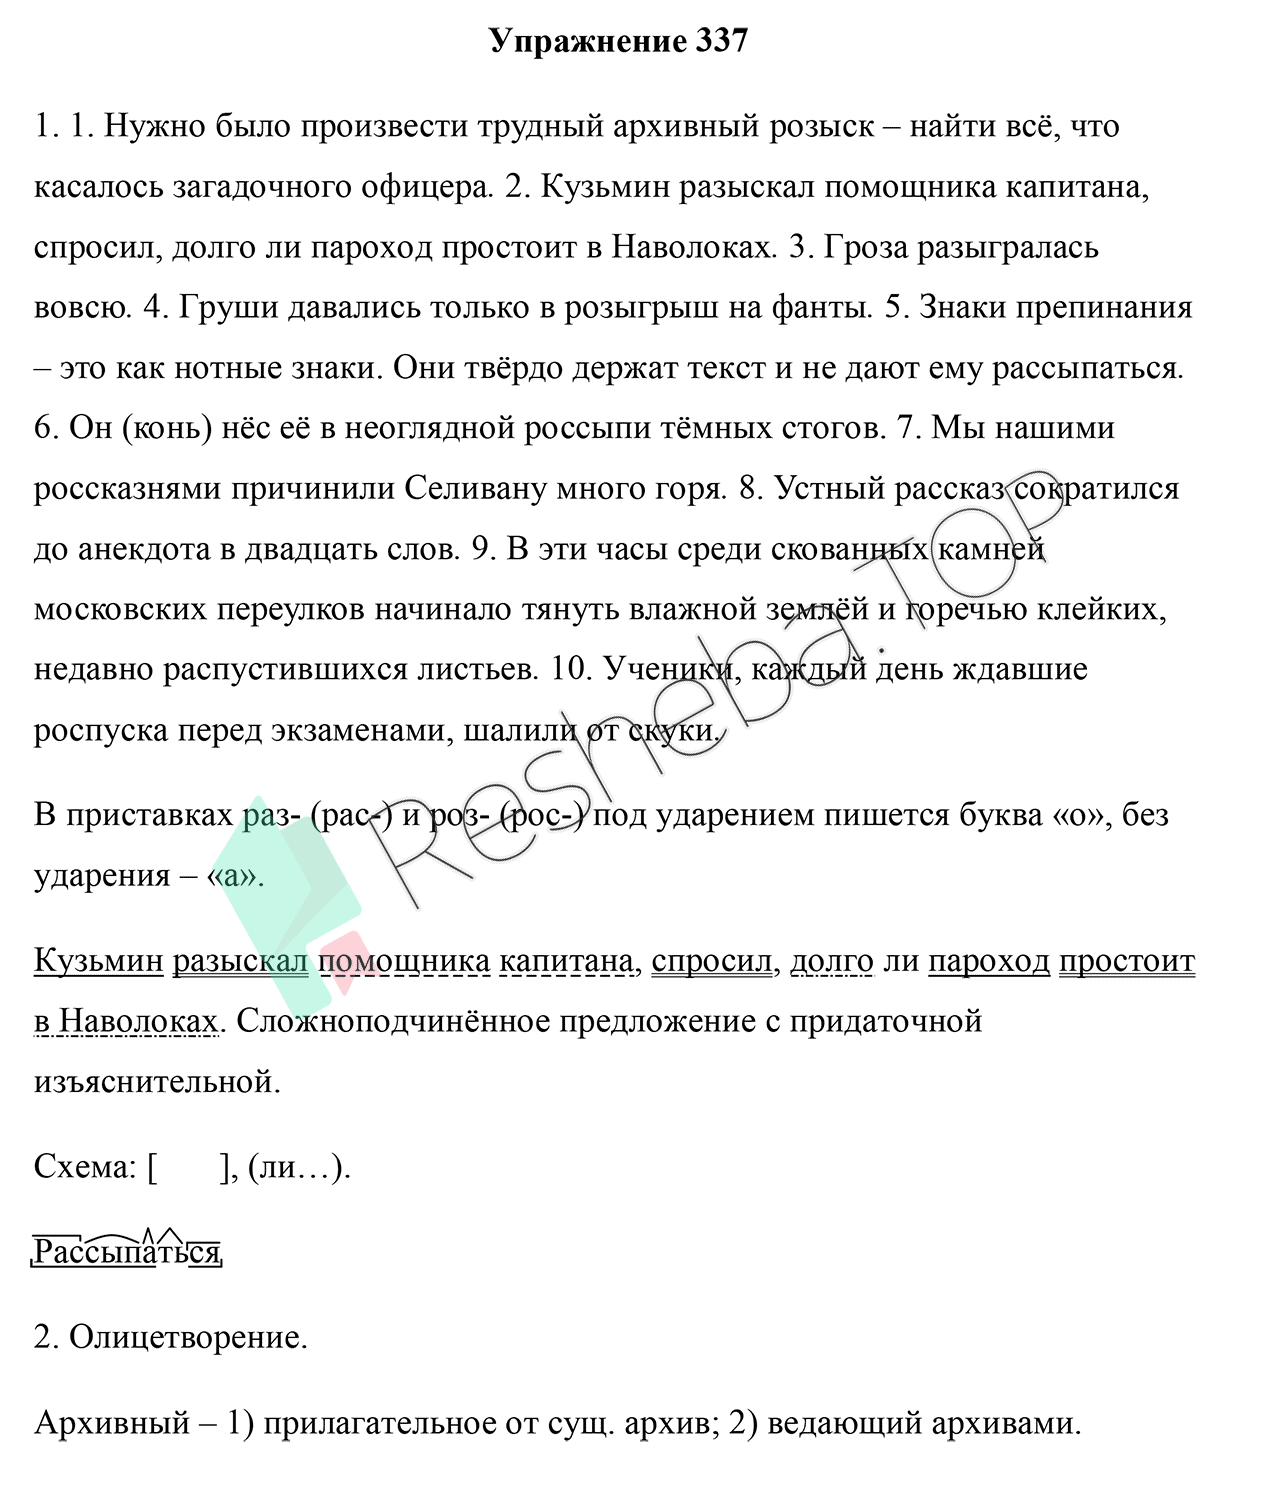 Упражнение 337
1. 1. Нужно было произвести трудный архивный розыск – найти всё, что
касалось загадочного офицера. 2. Кузьмин разыскал помощника капитана,
спросил, долго ли пароход простоит в Наволоках. 3. Гроза разыгралась
вовсю. 4. Груши давались только в розыгрыш на фанты. 5. Знаки препинания
– это как нотные знаки. Они твёрдо держат текст и не дают ему рассыпаться.
6. Он (конь) нёс её в неоглядной россыпи тёмных стогов. 7. Мы нашими
россказнями причинили Селивану много горя. 8. Устный рассказ сократился
до анекдота в двадцать слов. 9. В эти часы среди скованных камней
московских переулков начинало тянуть влажной землёй и горечью клейких,
недавно распустившихся листьев. 10. Ученики, каждый день ждавшие
роспуска перед экзаменами, шалили от скуки.
В приставках раз- (рас-) и роз- (рос-) под ударением пишется буква «о», без
ударения – «а».
Кузьмин разыскал помощника капитана, спросил, долго ли пароход простоит
в Наволоках. Сложноподчинённое предложение с придаточной
изъяснительной.
Схема: [ ], (ли…).
Рассыпаться
2. Олицетворение.
Архивный – 1) прилагательное от сущ. архив; 2) ведающий архивами.
Resheba.TOP